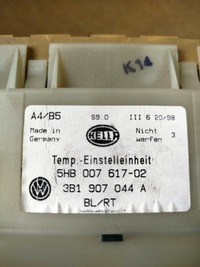 K14
A4/B5 S9.0 III 6 20/98
Made in Germany
HELLA
Nicht werfen 3
Temp.-Einstelleinheit
5HB 007 617-02
3B1 907 044 A
BL/RT